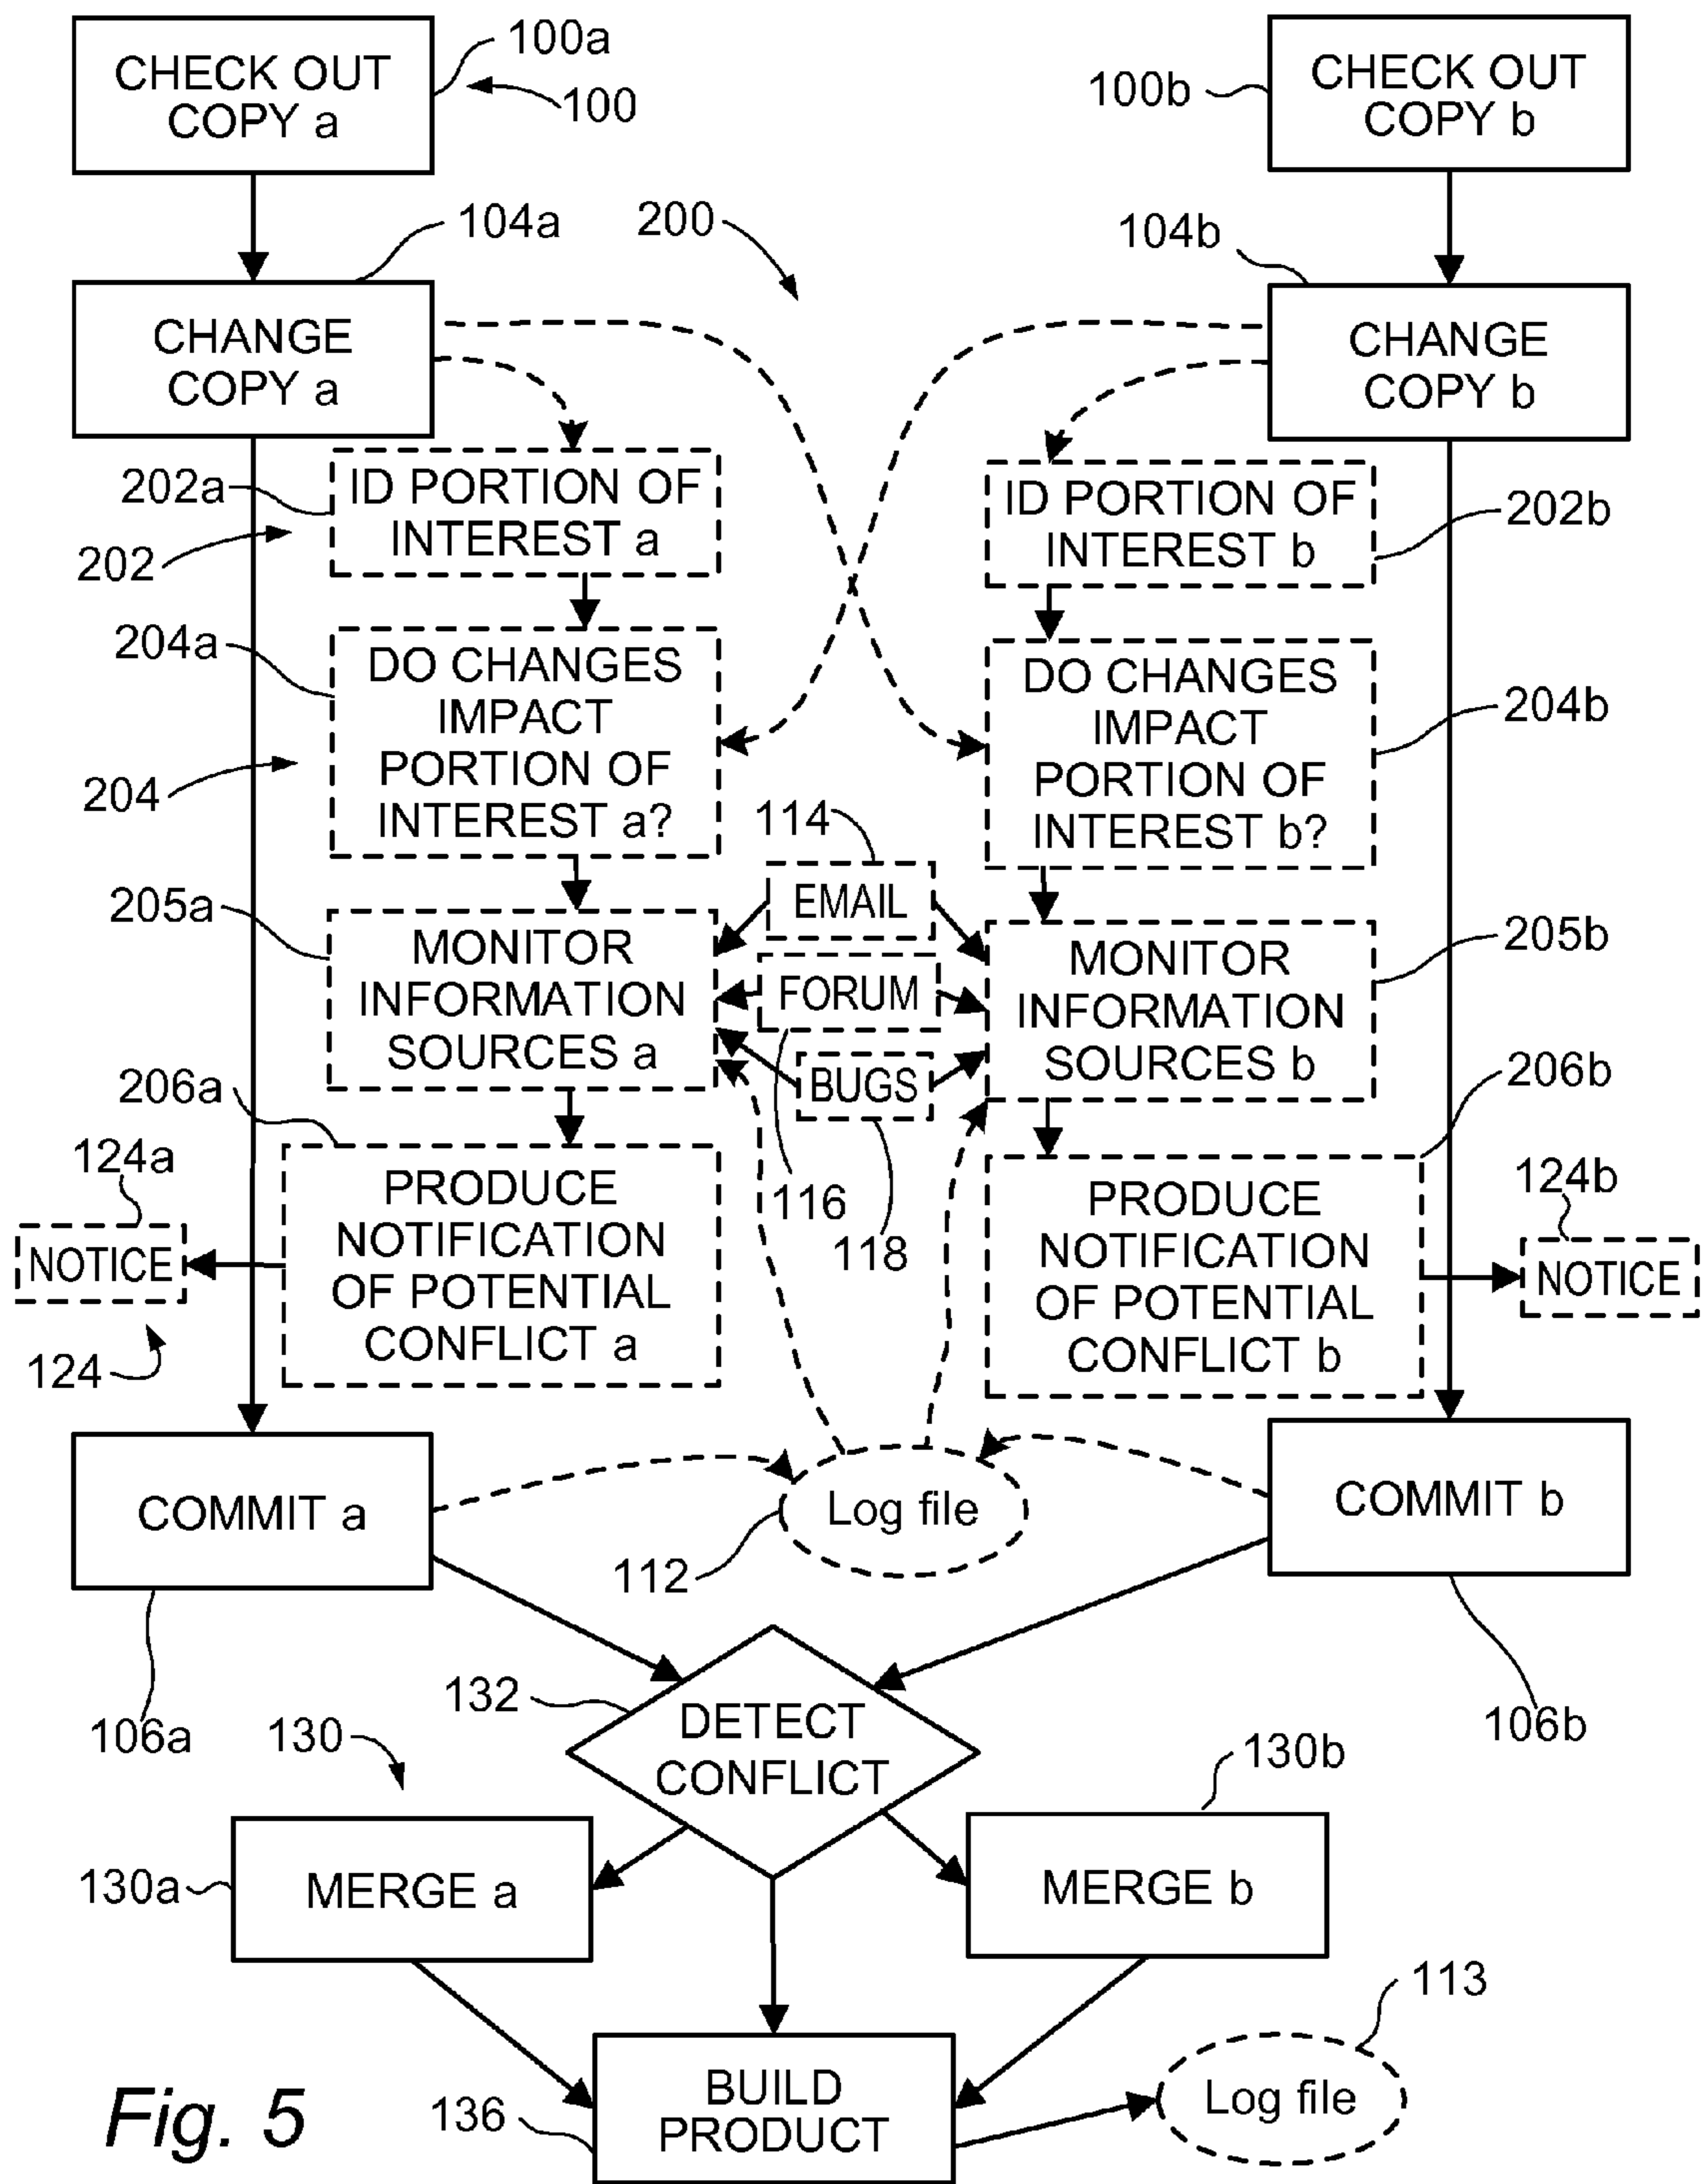 CHECK OUT
COPY a
100a
100
100b
CHECK OUT
COPY b
104a
200
104b
CHANGE
COPY a
CHANGE
COPY b
202a
202
ID PORTION OF
INTEREST a
ID PORTION OF
INTEREST b
202b
204a
204
DO CHANGES
IMPACT
PORTION OF
INTEREST a?
DO CHANGES
IMPACT
PORTION OF
INTEREST b?
204b
114
EMAIL
205a
MONITOR
INFORMATION
SOURCES a
FORUM
BUGS
MONITOR
INFORMATION
SOURCES b
205b
206a
116
118
206b
124a
NOTICE
124
PRODUCE
NOTIFICATION
OF POTENTIAL
CONFLICT a
PRODUCE
NOTIFICATION
OF POTENTIAL
CONFLICT b
124b
NOTICE
COMMIT a
Log file
112
COMMIT b
106a
132
DETECT
CONFLICT
106b
130
130b
130a
MERGE a
MERGE b
113
BUILD
PRODUCT
136
Log file
Fig. 5